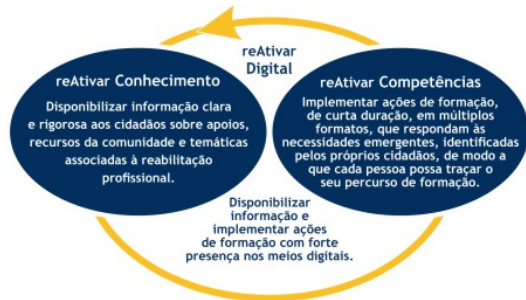 reAtivar
Digital
reAtivar Conhecimento
Disponibilizar informação clara
e rigorosa aos cidadãos sobre apoios,
recursos da comunidade e temáticas
associadas à reabilitação
profissional.
reAtivar Competências
Implementar ações de formação,
de curta duração, em múltiplos
formatos, que respondam às
necessidades emergentes, identificadas
pelos próprios cidadãos, de modo a
que cada pessoa possa traçar o
seu percurso de formação.
Disponibilizar
informação e
implementar ações
de formação com forte
presença nos meios digitais.